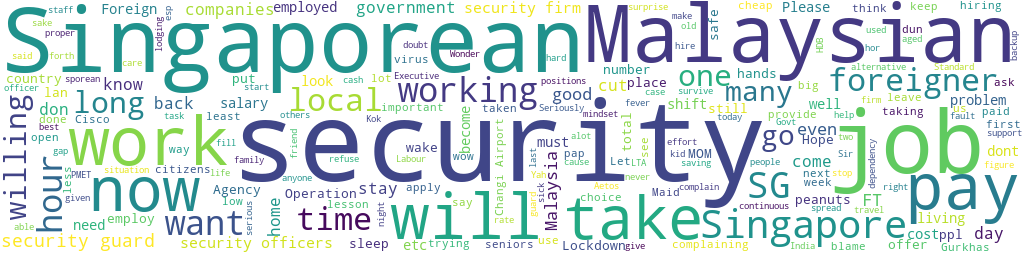 staff Foreign esp companies employed government security firm Please cheap surprise hiring
sake proper said forth Singaporean doubt virus Wonder hard make old hire safe think keep used aged dun hor HDB backup
officer care country lan know put look lot number hands Malaysian alternative Standard
sporean start Executive cash positions cut place one foreigner ask
willing don done long back salary local working good many big firm leave
best open Cisco task least others Kok important taken Seriously fever survive shift still provide well taking problem us paid
hour gap work way fill security become wake wow alot mindset total see today effort go even help Govt job fault first support
less PMET situation citizens life family friend refuse anyone Changi Airport Labour must pap cause case Let LTA kid MOM saving people Hope two Sir dependency
given now Agency Operation stay apply Yah last sick Malaysia never Maid complain SG come next week right stop figure dont
able need employ want low serious home time lesson say rate night will guard Aetos choice take continuous peanuts spread FT travel living pay
security guard security officers sleep etc trying seniors use Lockdown give complaining Singapore India blame cost offer ppl day Gurkhas